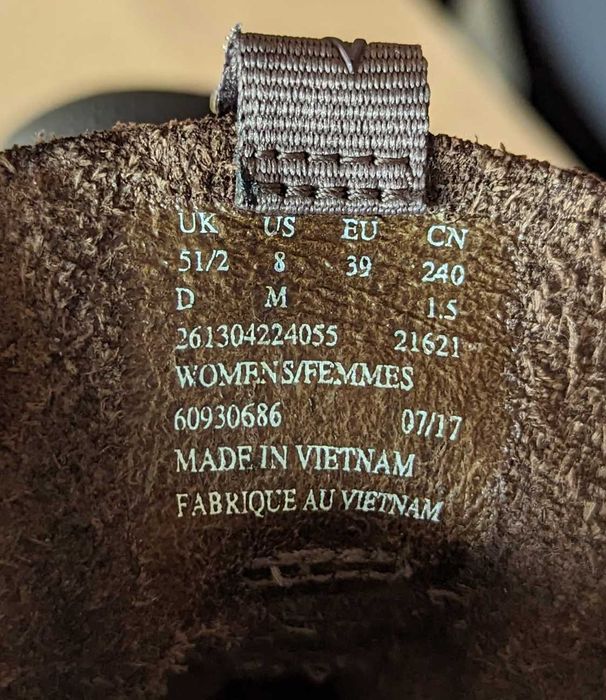 UK US EU CN
51/2 8 39 240
D M 1.5
261304224055 21621
WOMENS/FEMMES
60930686 07/17
MADE IN VIETNAM
FABRIQUE AU VIETNAM